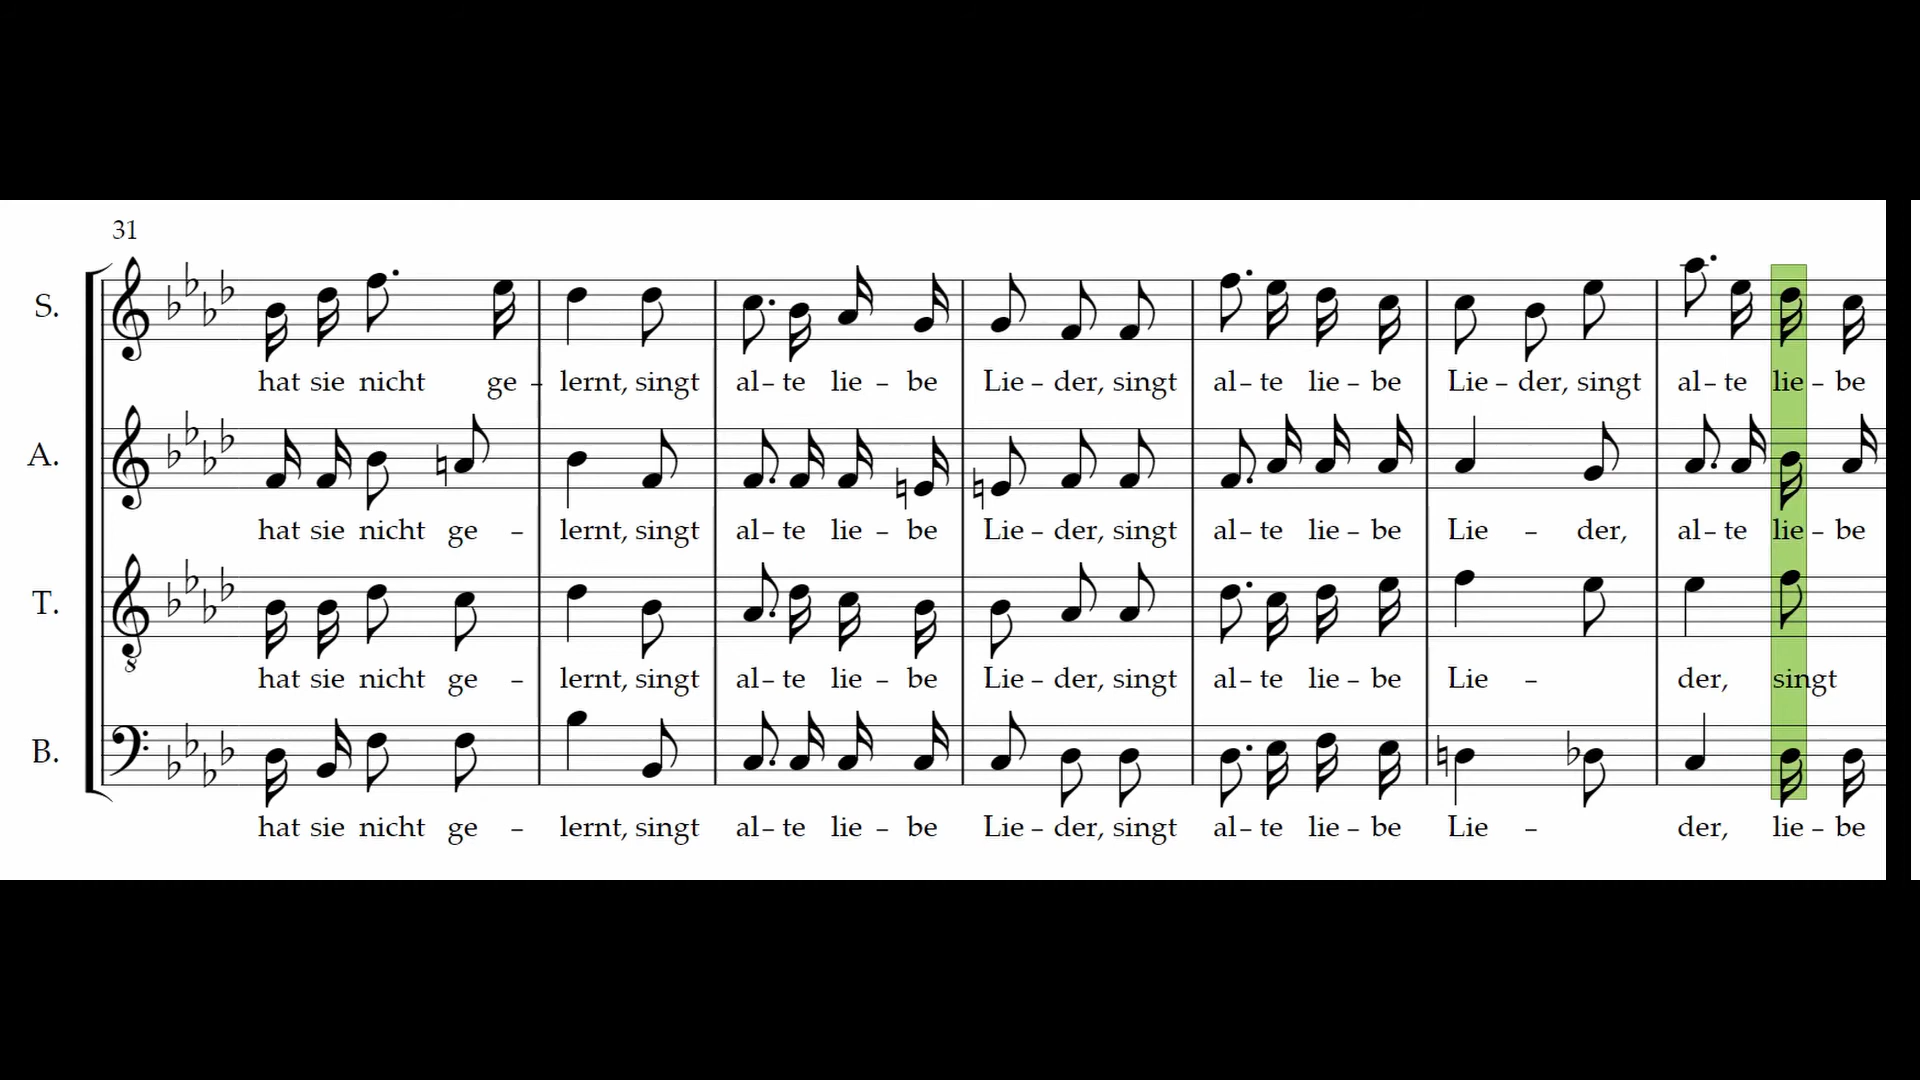 31
S.
hat sie nicht ge – lernt, singt al – te lie – be Lie – der, singt al – te lie – be Lie – der, singt al – te lie – be
A.
hat sie nicht ge – lernt, singt al – te lie – be Lie – der, singt al – te lie – be Lie – der, al – te lie – be
T.
8
hat sie nicht ge – lernt, singt al – te lie – be Lie – der, singt al – te lie – be Lie – der, singt
B.
hat sie nicht ge – lernt, singt al – te lie – be Lie – der, singt al – te lie – be Lie – der, lie – be